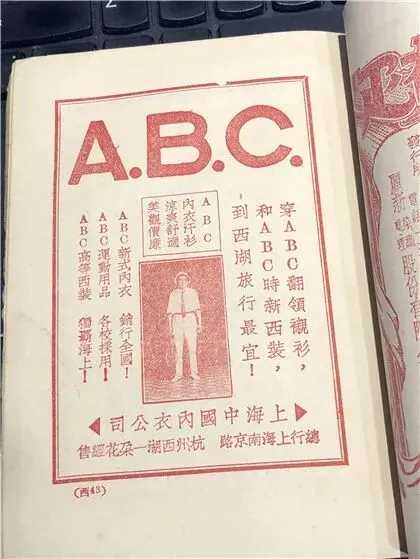 A.B.C.
穿ABC翻領襯衫，
和ABC時新西裝，
到西湖旅行最宜！
ABC
內衣汗衫
涼爽舒適
美觀價廉
ABC新式內衣 銷行全國！
ABC運動用品 各校採用！
ABC高等西裝 獨霸海上！
上海中國內衣公司
總行上海南京路 杭州西湖一朶花經售
(西43)